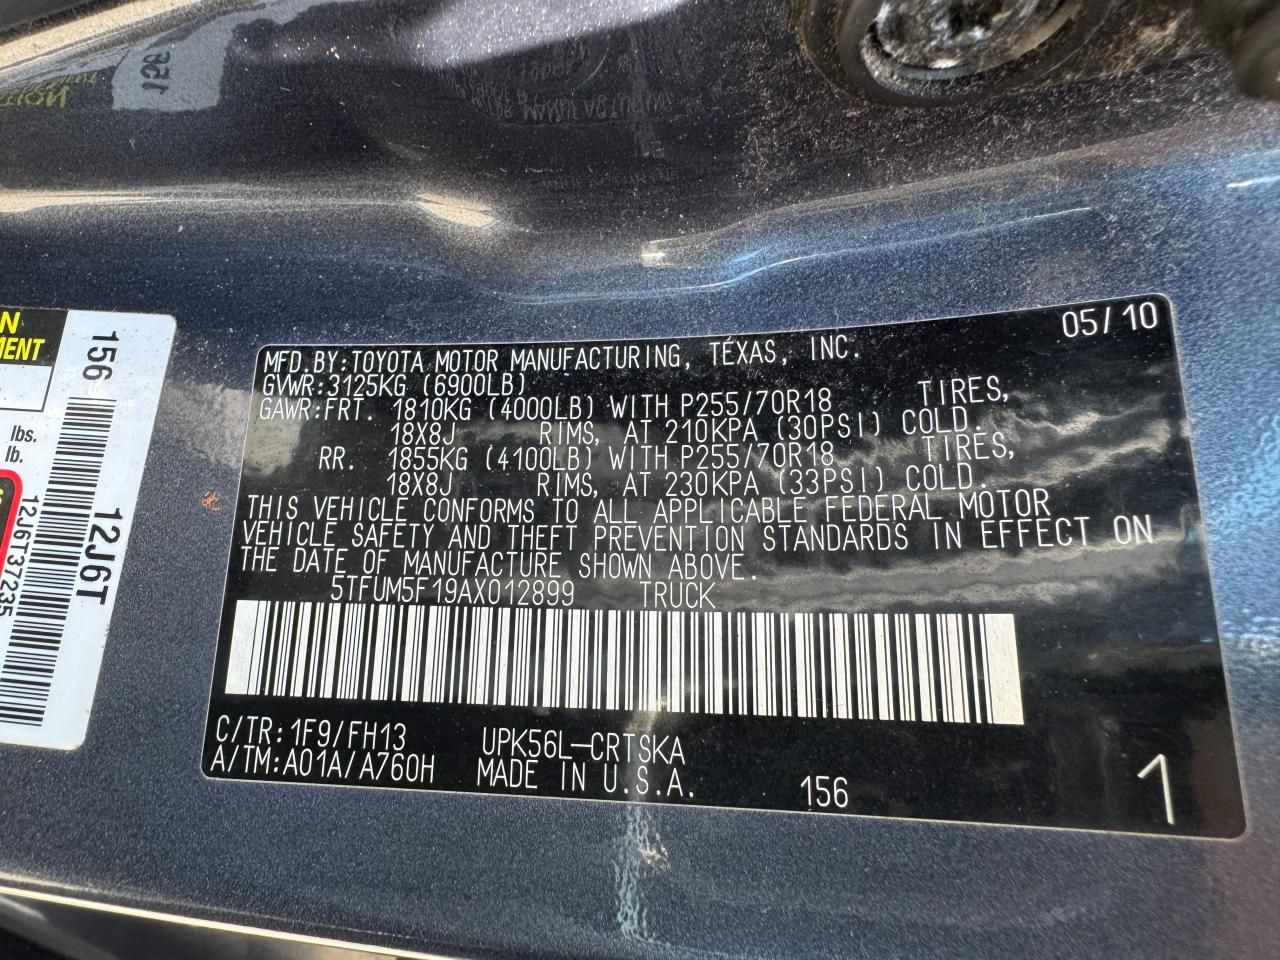 05/10
MFD.BY:TOYOTA MOTOR MANUFACTURING, TEXAS, INC.
GVWR:3125KG (6900LB)
GAWR:FRT. 1810KG (4000LB) WITH P255/70R18 TIRES,
18X8J RIMS, AT 210KPA (30PSI) COLD.
RR. 1855KG (4100LB) WITH P255/70R18 TIRES,
18X8J RIMS, AT 230KPA (33PSI) COLD.
THIS VEHICLE CONFORMS TO ALL APPLICABLE FEDERAL MOTOR
VEHICLE SAFETY AND THEFT PREVENTION STANDARDS IN EFFECT ON
THE DATE OF MANUFACTURE SHOWN ABOVE.
5TFUM5F19AX012899 TRUCK
C/TR:1F9/FH13 UPK56L-CRTSKA
A/TM:A01A/A760H MADE IN U.S.A. 156
1
156
12J6T
12J6T37235
lbs.
lb.